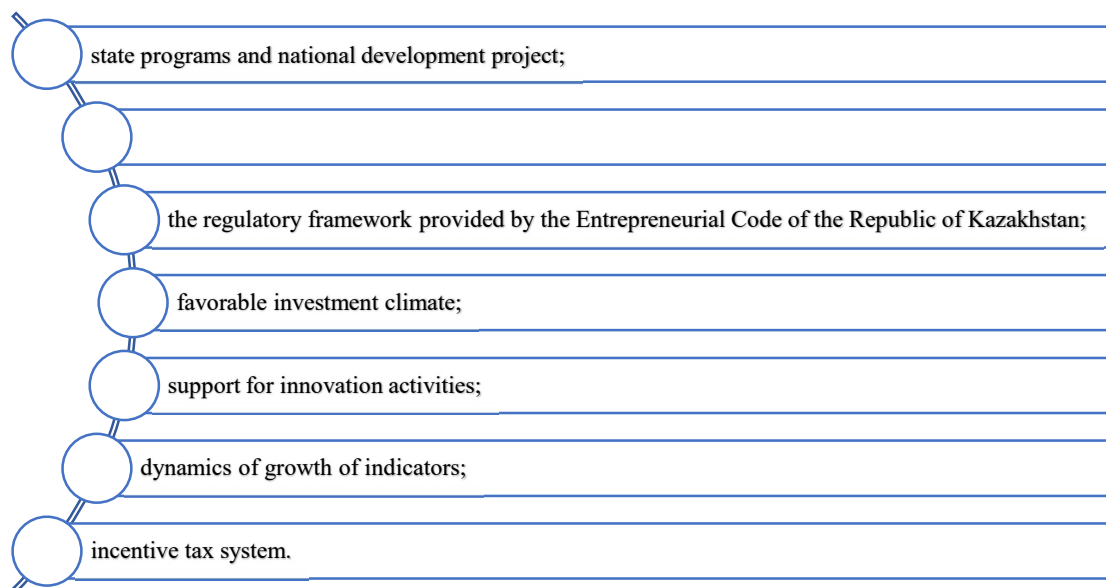 state programs and national development project;
the regulatory framework provided by the Entrepreneurial Code of the Republic of Kazakhstan;
favorable investment climate;
support for innovation activities;
dynamics of growth of indicators;
incentive tax system.